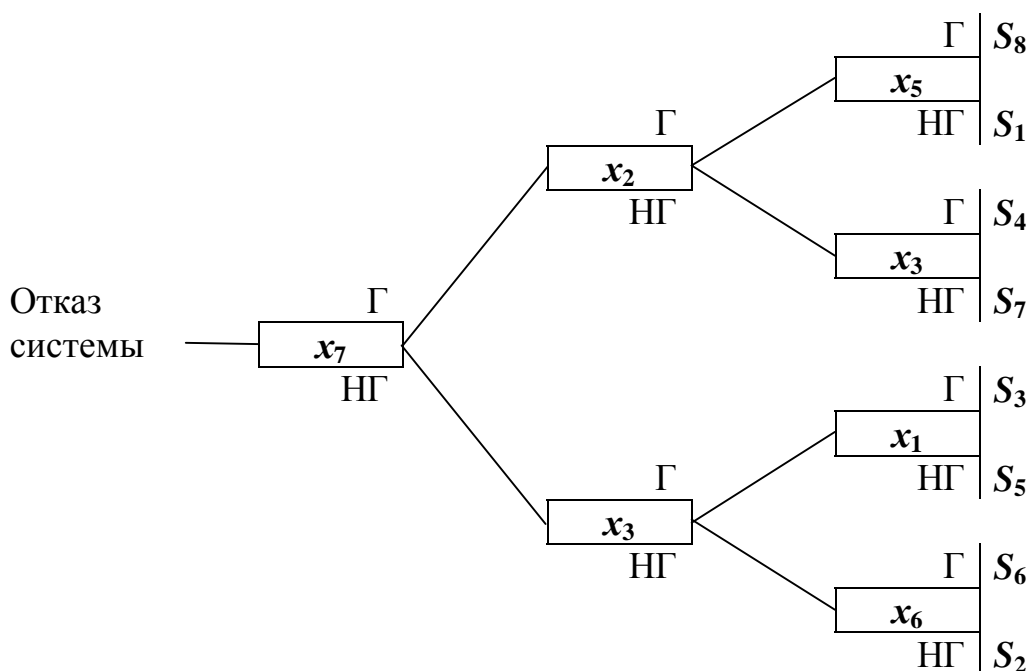 Г S₈
x₅
НГ S₁
Г
x₂
НГ
Г S₄
x₃
НГ S₇
Отказ
системы
Г
x₇
НГ
Г S₃
x₁
НГ S₅
Г
x₃
НГ
Г S₆
x₆
НГ S₂